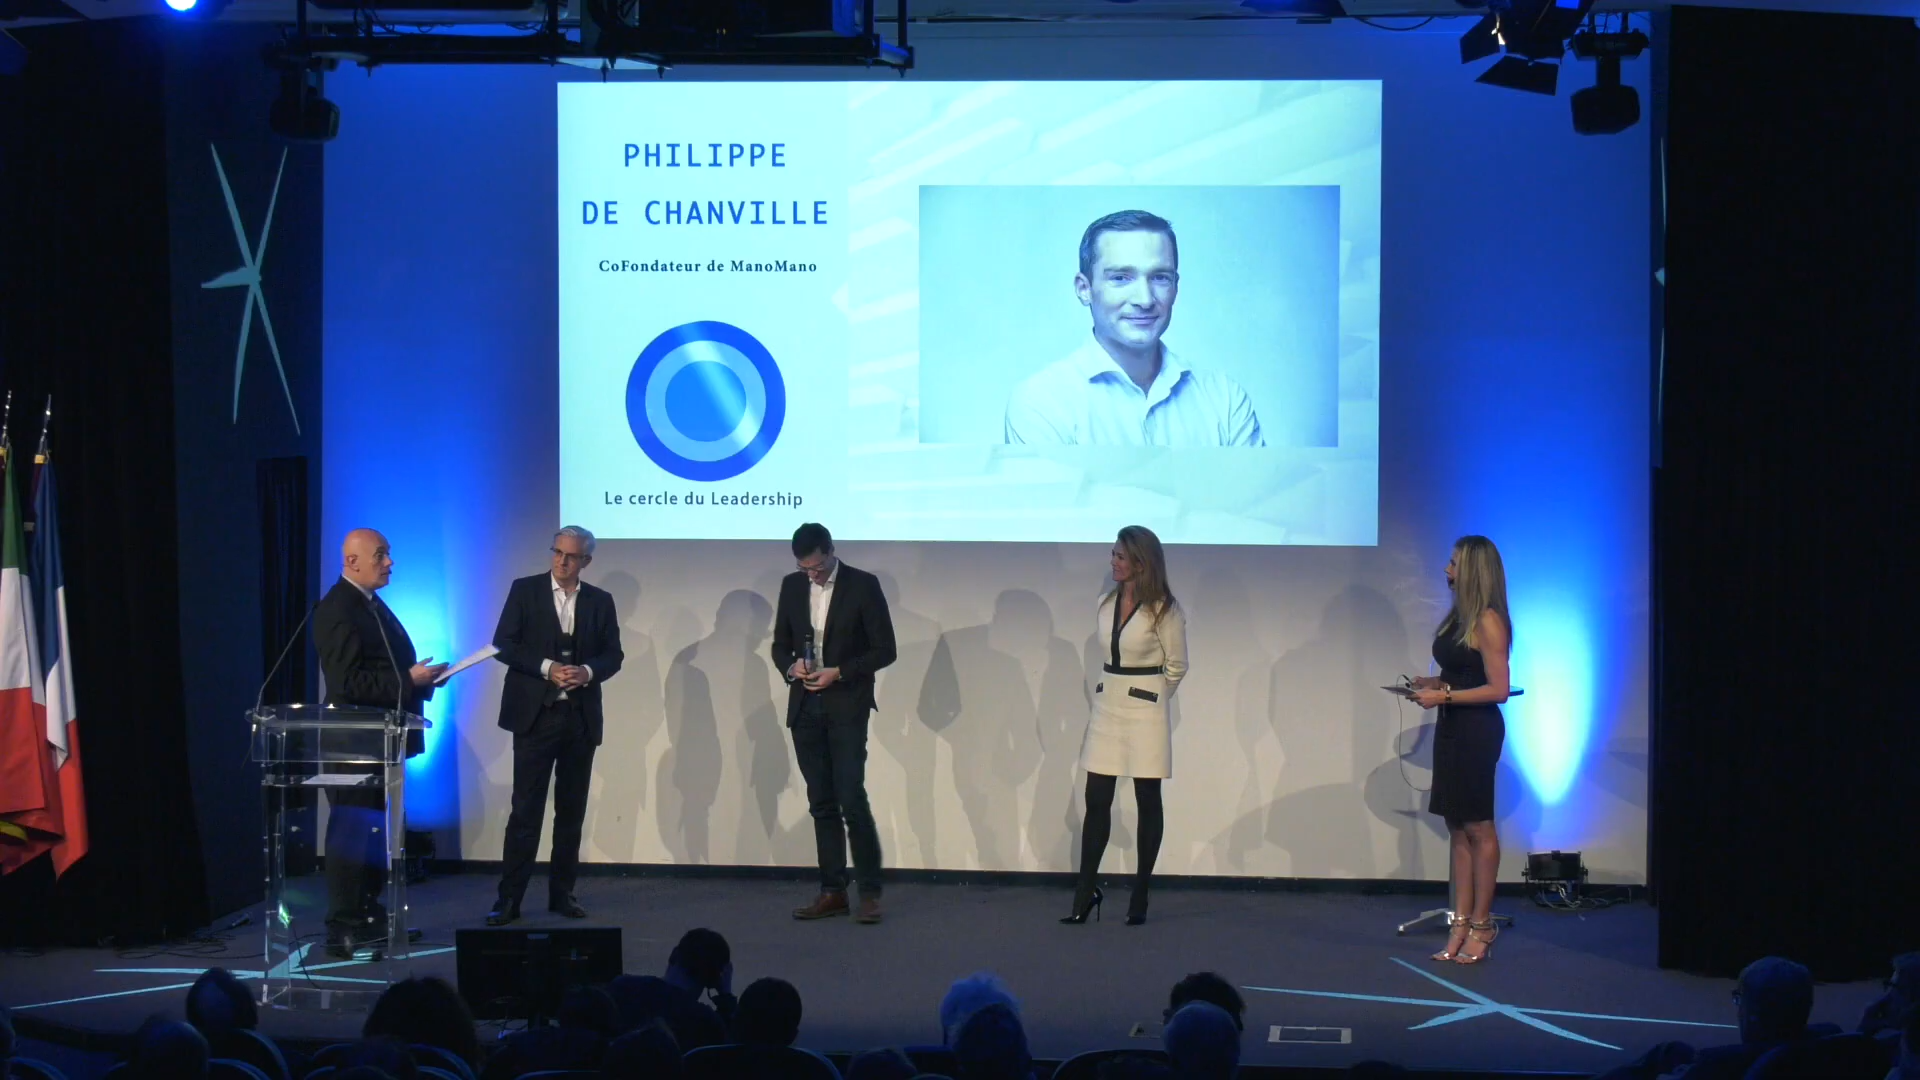 PHILIPPE
DE CHANVILLE
CoFondateur de ManoMano
Le cercle du Leadership